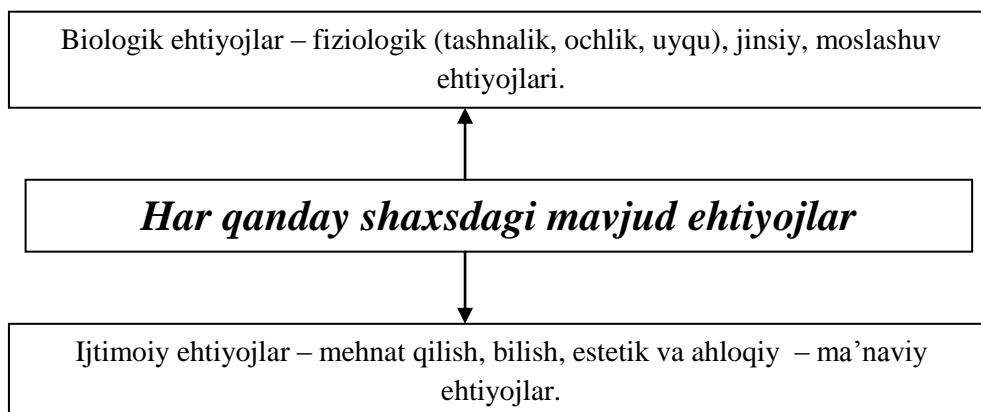 Biologik ehtiyojlar – fiziologik (tashnalik, ochlik, uyqu), jinsiy, moslashuv
ehtiyojlari.
Har qanday shaxsdagi mavjud ehtiyojlar
Ijtimoiy ehtiyojlar – mehnat qilish, bilish, estetik va ahloqiy – ma’naviy
ehtiyojlar.